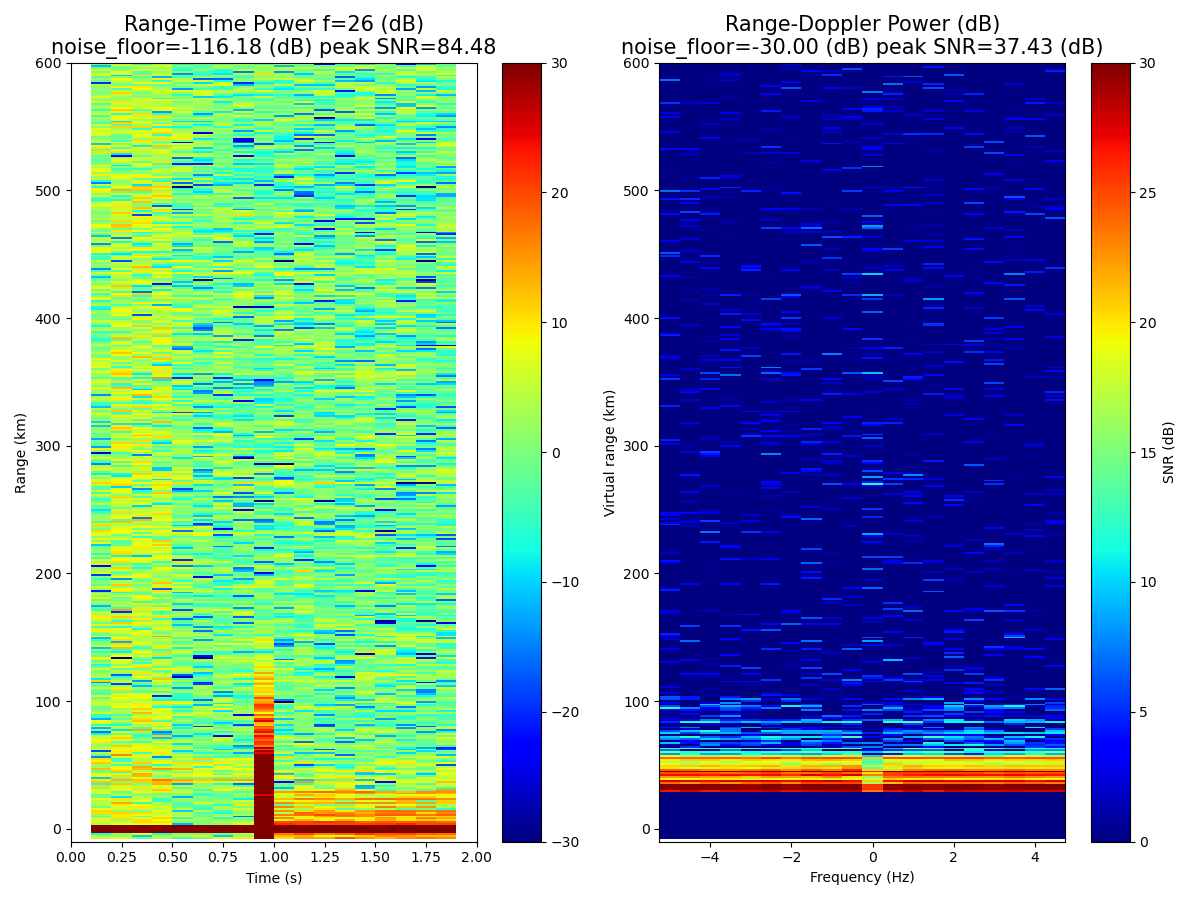 Range-Time Power f=26 (dB)
noise_floor=-116.18 (dB) peak SNR=84.48
600
500
400
300
200
100
0
Range (km)
0.00 0.25 0.50 0.75 1.00 1.25 1.50 1.75 2.00
Time (s)
30
20
10
0
−10
−20
−30
Range-Doppler Power (dB)
noise_floor=-30.00 (dB) peak SNR=37.43 (dB)
600
500
400
300
200
100
0
Virtual range (km)
−4 −2 0 2 4
Frequency (Hz)
30
25
20
15
10
5
0
SNR (dB)